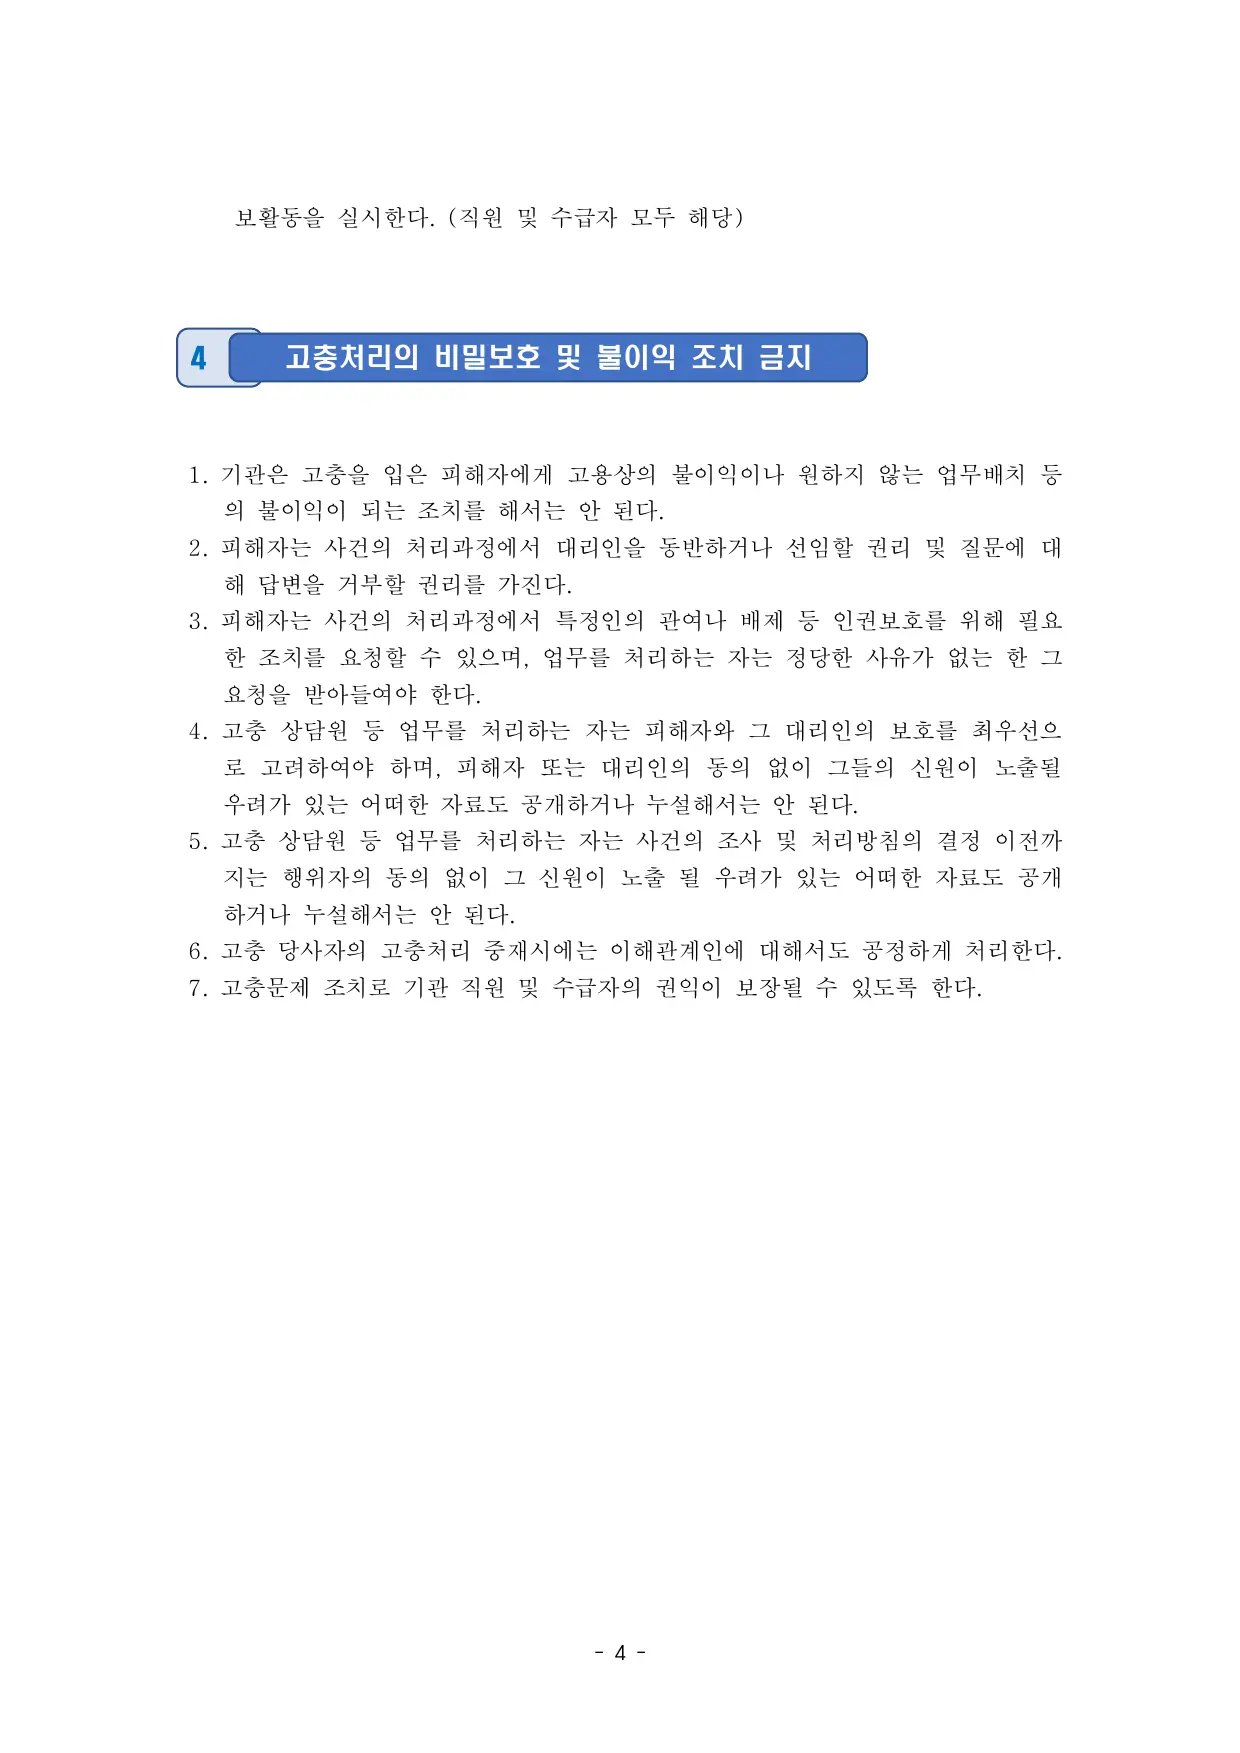 보활동을 실시한다. (직원 및 수급자 모두 해당)
4 고충처리의 비밀보호 및 불이익 조치 금지
1. 기관은 고충을 입은 피해자에게 고용상의 불이익이나 원하지 않는 업무배치 등
의 불이익이 되는 조치를 해서는 안 된다.
2. 피해자는 사건의 처리과정에서 대리인을 동반하거나 선임할 권리 및 질문에 대
해 답변을 거부할 권리를 가진다.
3. 피해자는 사건의 처리과정에서 특정인의 관여나 배제 등 인권보호를 위해 필요
한 조치를 요청할 수 있으며, 업무를 처리하는 자는 정당한 사유가 없는 한 그
요청을 받아들여야 한다.
4. 고충 상담원 등 업무를 처리하는 자는 피해자와 그 대리인의 보호를 최우선으
로 고려하여야 하며, 피해자 또는 대리인의 동의 없이 그들의 신원이 노출될
우려가 있는 어떠한 자료도 공개하거나 누설해서는 안 된다.
5. 고충 상담원 등 업무를 처리하는 자는 사건의 조사 및 처리방침의 결정 이전까
지는 행위자의 동의 없이 그 신원이 노출 될 우려가 있는 어떠한 자료도 공개
하거나 누설해서는 안 된다.
6. 고충 당사자의 고충처리 중재시에는 이해관계인에 대해서도 공정하게 처리한다.
7. 고충문제 조치로 기관 직원 및 수급자의 권익이 보장될 수 있도록 한다.
- 4 -